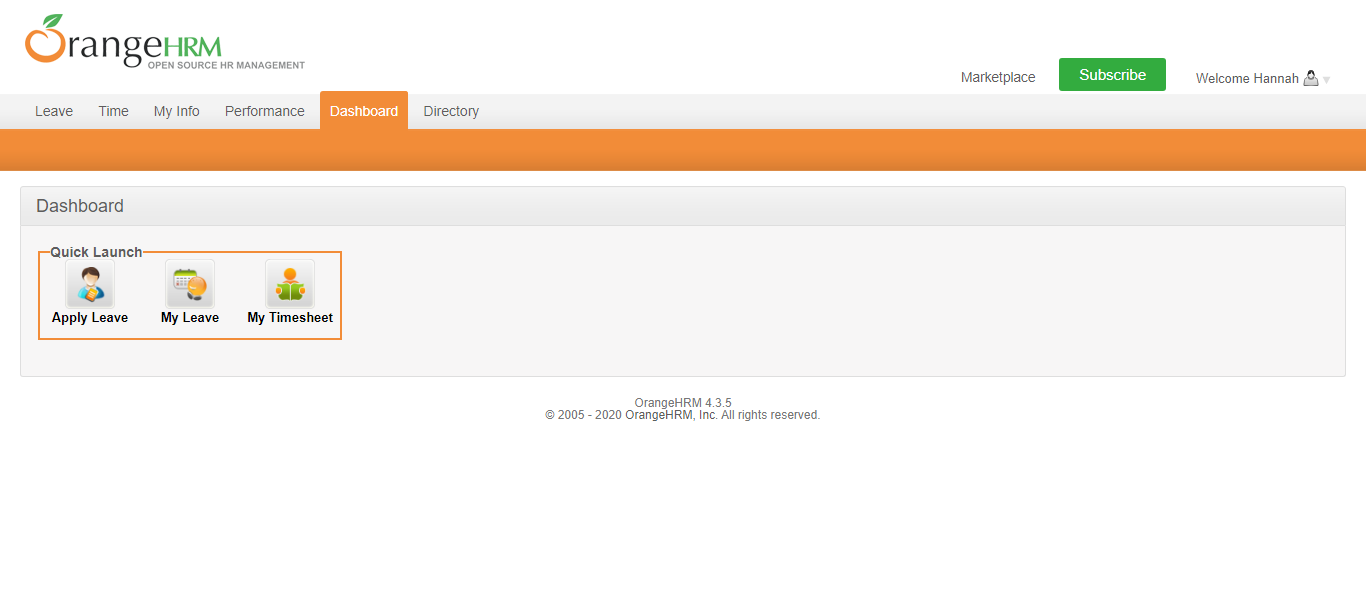 OrangeHRM
OPEN SOURCE HR MANAGEMENT
Marketplace Subscribe Welcome Hannah
Leave Time My Info Performance Dashboard Directory
Dashboard
Quick Launch
Apply Leave My Leave My Timesheet
OrangeHRM 4.3.5
© 2005 - 2020 OrangeHRM, Inc. All rights reserved.